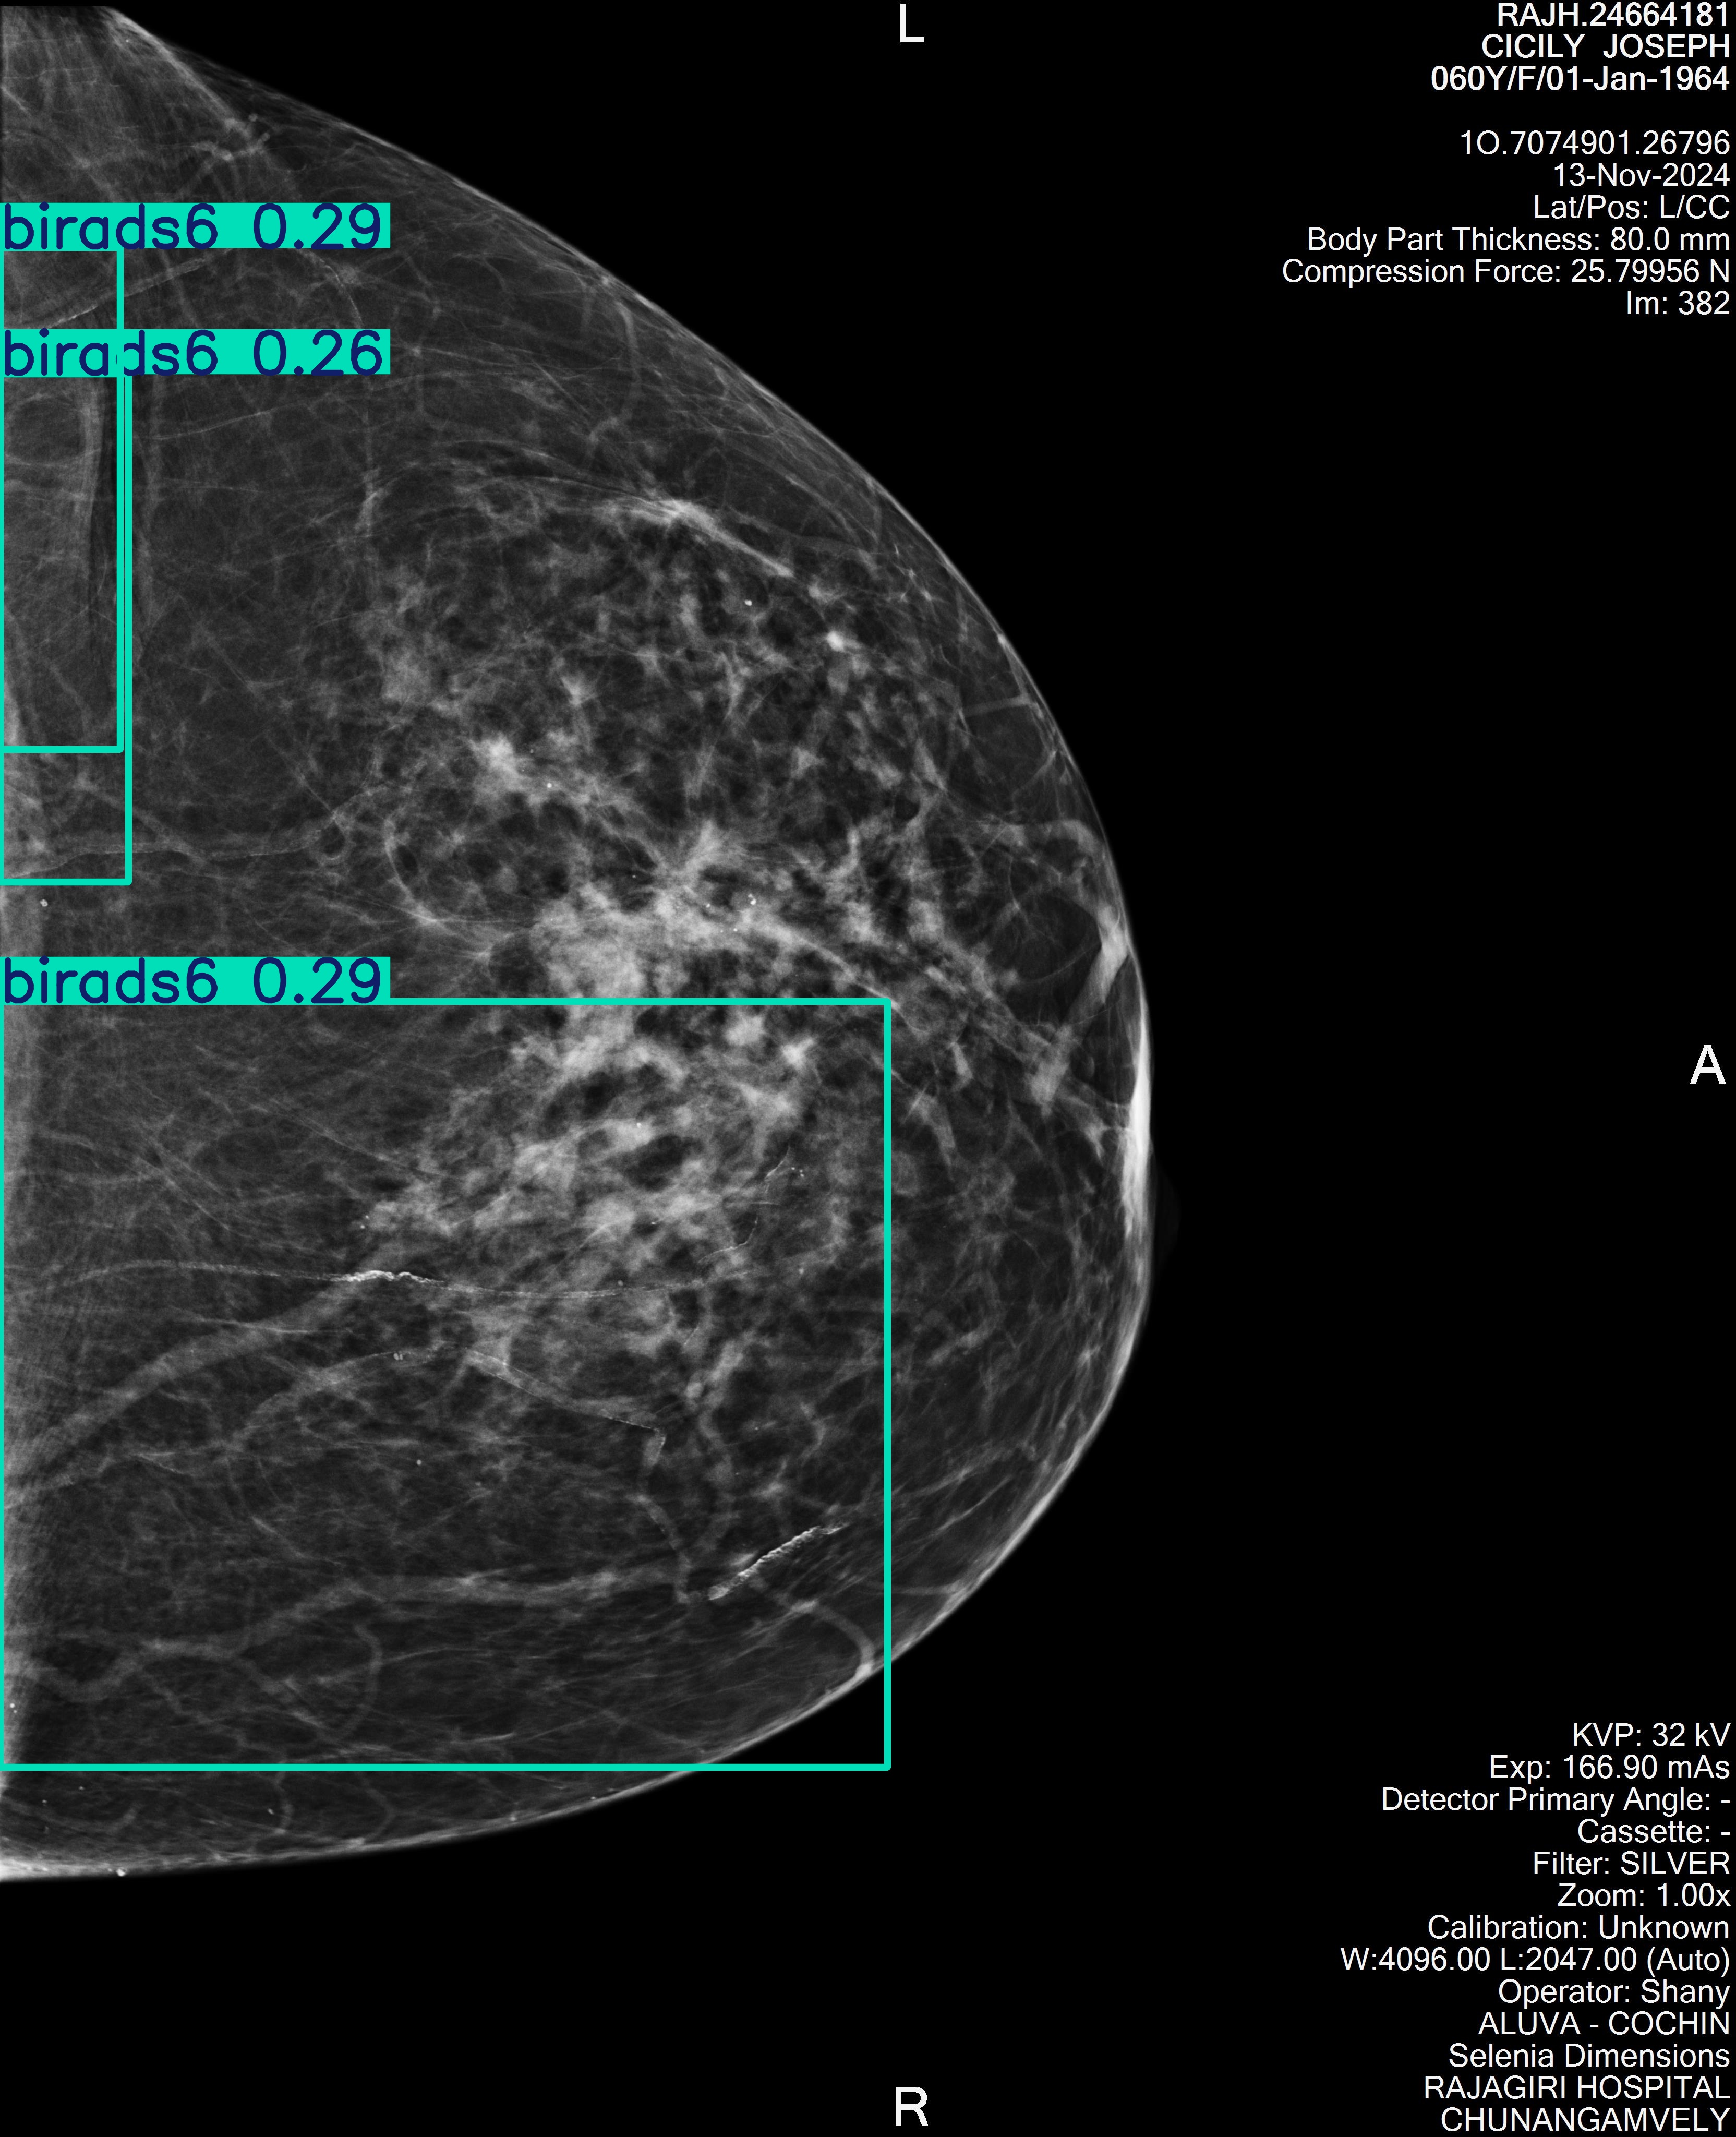 L
RAJH.24664181
CICILY JOSEPH
060Y/F/01-Jan-1964
1O.7074901.26796
13-Nov-2024
Lat/Pos: L/CC
Body Part Thickness: 80.0 mm
Compression Force: 25.79956 N
Im: 382
birads6 0.29
birads6 0.26
birads6 0.29
A
KVP: 32 kV
Exp: 166.90 mAs
Detector Primary Angle: -
Cassette: -
Filter: SILVER
Zoom: 1.00x
Calibration: Unknown
W:4096.00 L:2047.00 (Auto)
Operator: Shany
ALUVA - COCHIN
Selenia Dimensions
RAJAGIRI HOSPITAL
CHUNANGAMVELY
R